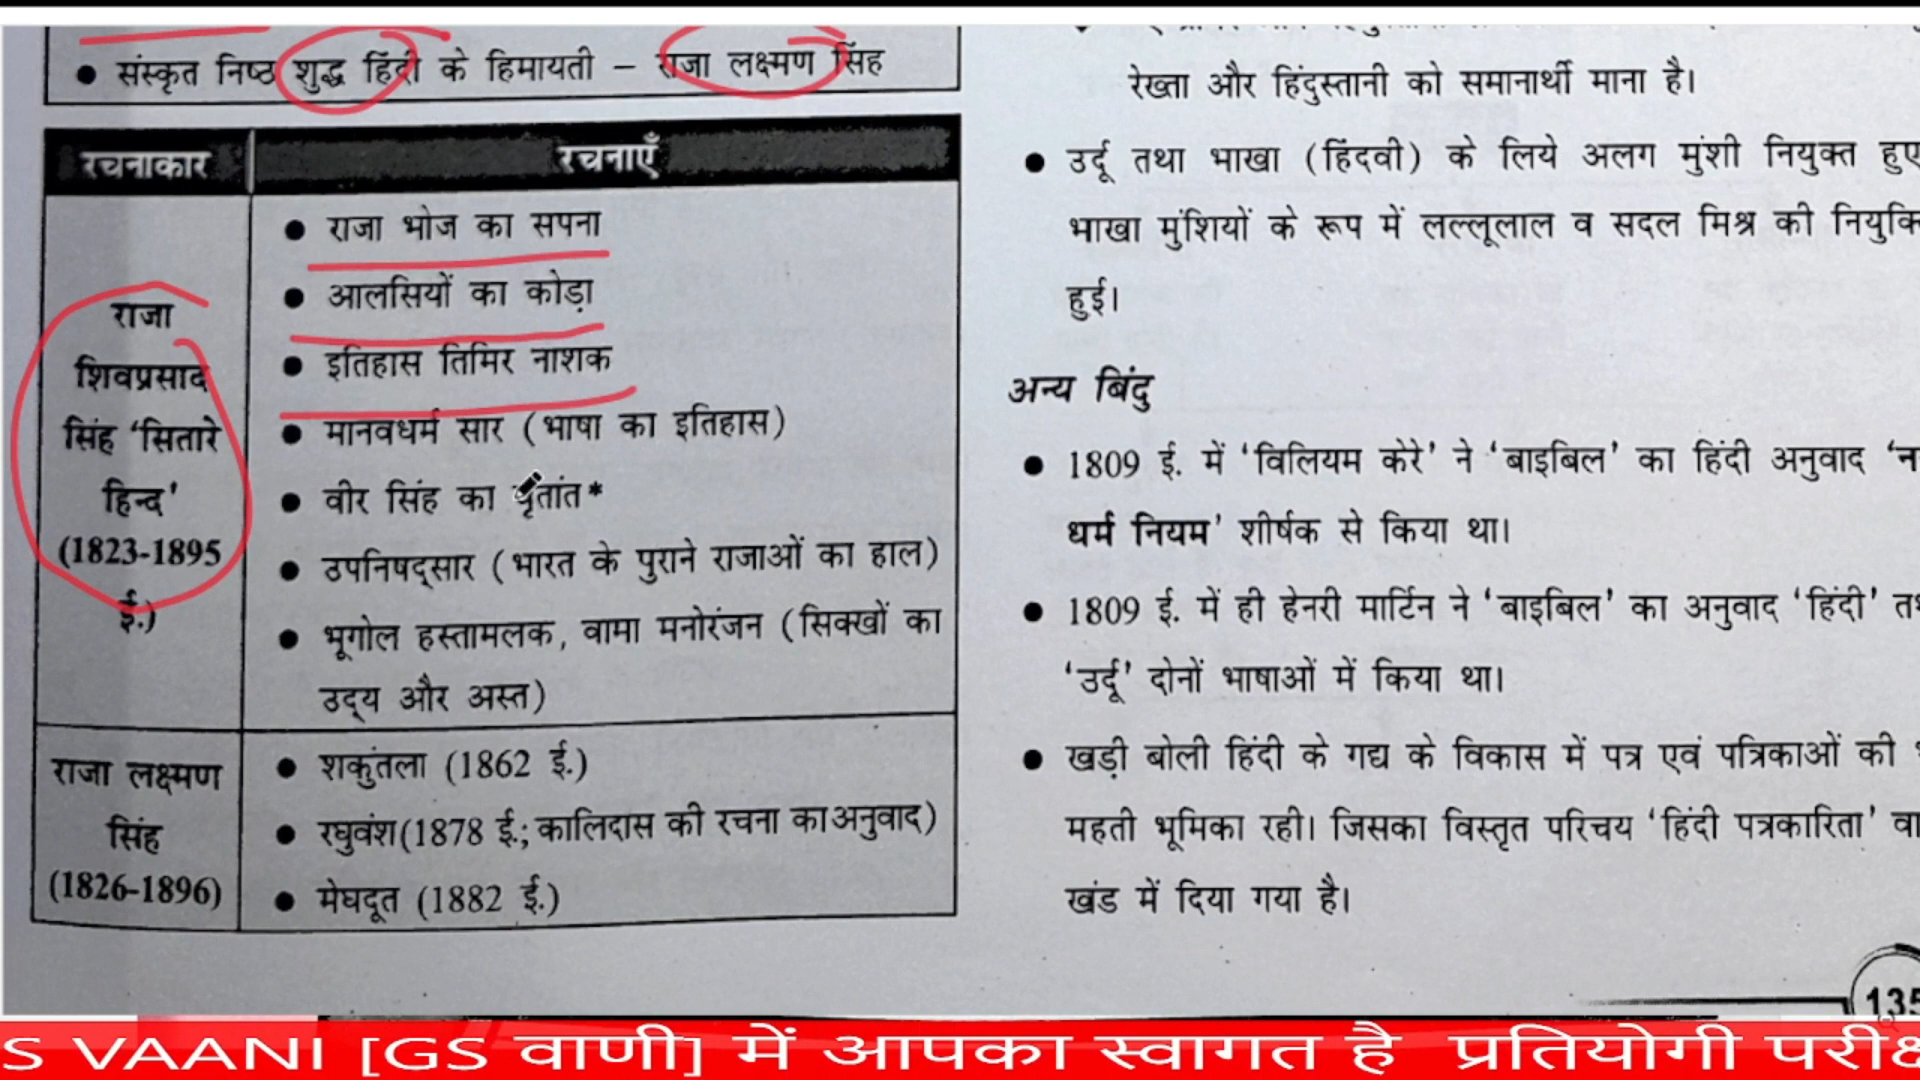 संस्कृत निष्ठ शुद्ध हिंदी के हिमायती – राजा लक्ष्मण सिंह
रचनाकार
रचनाएँ
राजा
शिवप्रसाद
सिंह ‘सितारे
हिन्द’
(1823-1895
ई.)
राजा भोज का सपना
आलसियों का कोड़ा
इतिहास तिमिर नाशक
मानवधर्म सार (भाषा का इतिहास)
वीर सिंह का वृतांत*
उपनिषद्सार (भारत के पुराने राजाओं का हाल)
भूगोल हस्तामलक, वामा मनोरंजन (सिक्खों का
उद्य और अस्त)
राजा लक्ष्मण
सिंह
(1826-1896)
शकुंतला (1862 ई.)
रघुवंश(1878 ई.; कालिदास की रचना का अनुवाद)
मेघदूत (1882 ई.)
रेख्ता और हिंदुस्तानी को समानार्थी माना है।
उर्दू तथा भाखा (हिंदवी) के लिये अलग मुंशी नियुक्त हुए
भाखा मुंशियों के रूप में लल्लूलाल व सदल मिश्र की
हुई।
अन्य बिंदु
1809 ई. में ‘विलियम केरे’ ने ‘बाइबिल’ का हिंदी अनुवाद
धर्म नियम’ शीर्षक से किया था।
1809 ई. में ही हेनरी मार्टिन ने ‘बाइबिल’ का अनुवाद ‘हिंदी’
‘उर्दू’ दोनों भाषाओं में किया था।
खड़ी बोली हिंदी के गद्य के विकास में पत्र एवं पत्रिकाओं की
महती भूमिका रही। जिसका विस्तृत परिचय ‘हिंदी पत्रकारिता’
खंड में दिया गया है।
135
S VAANI [GS वाणी] में आपका स्वागत है प्रतियोगी